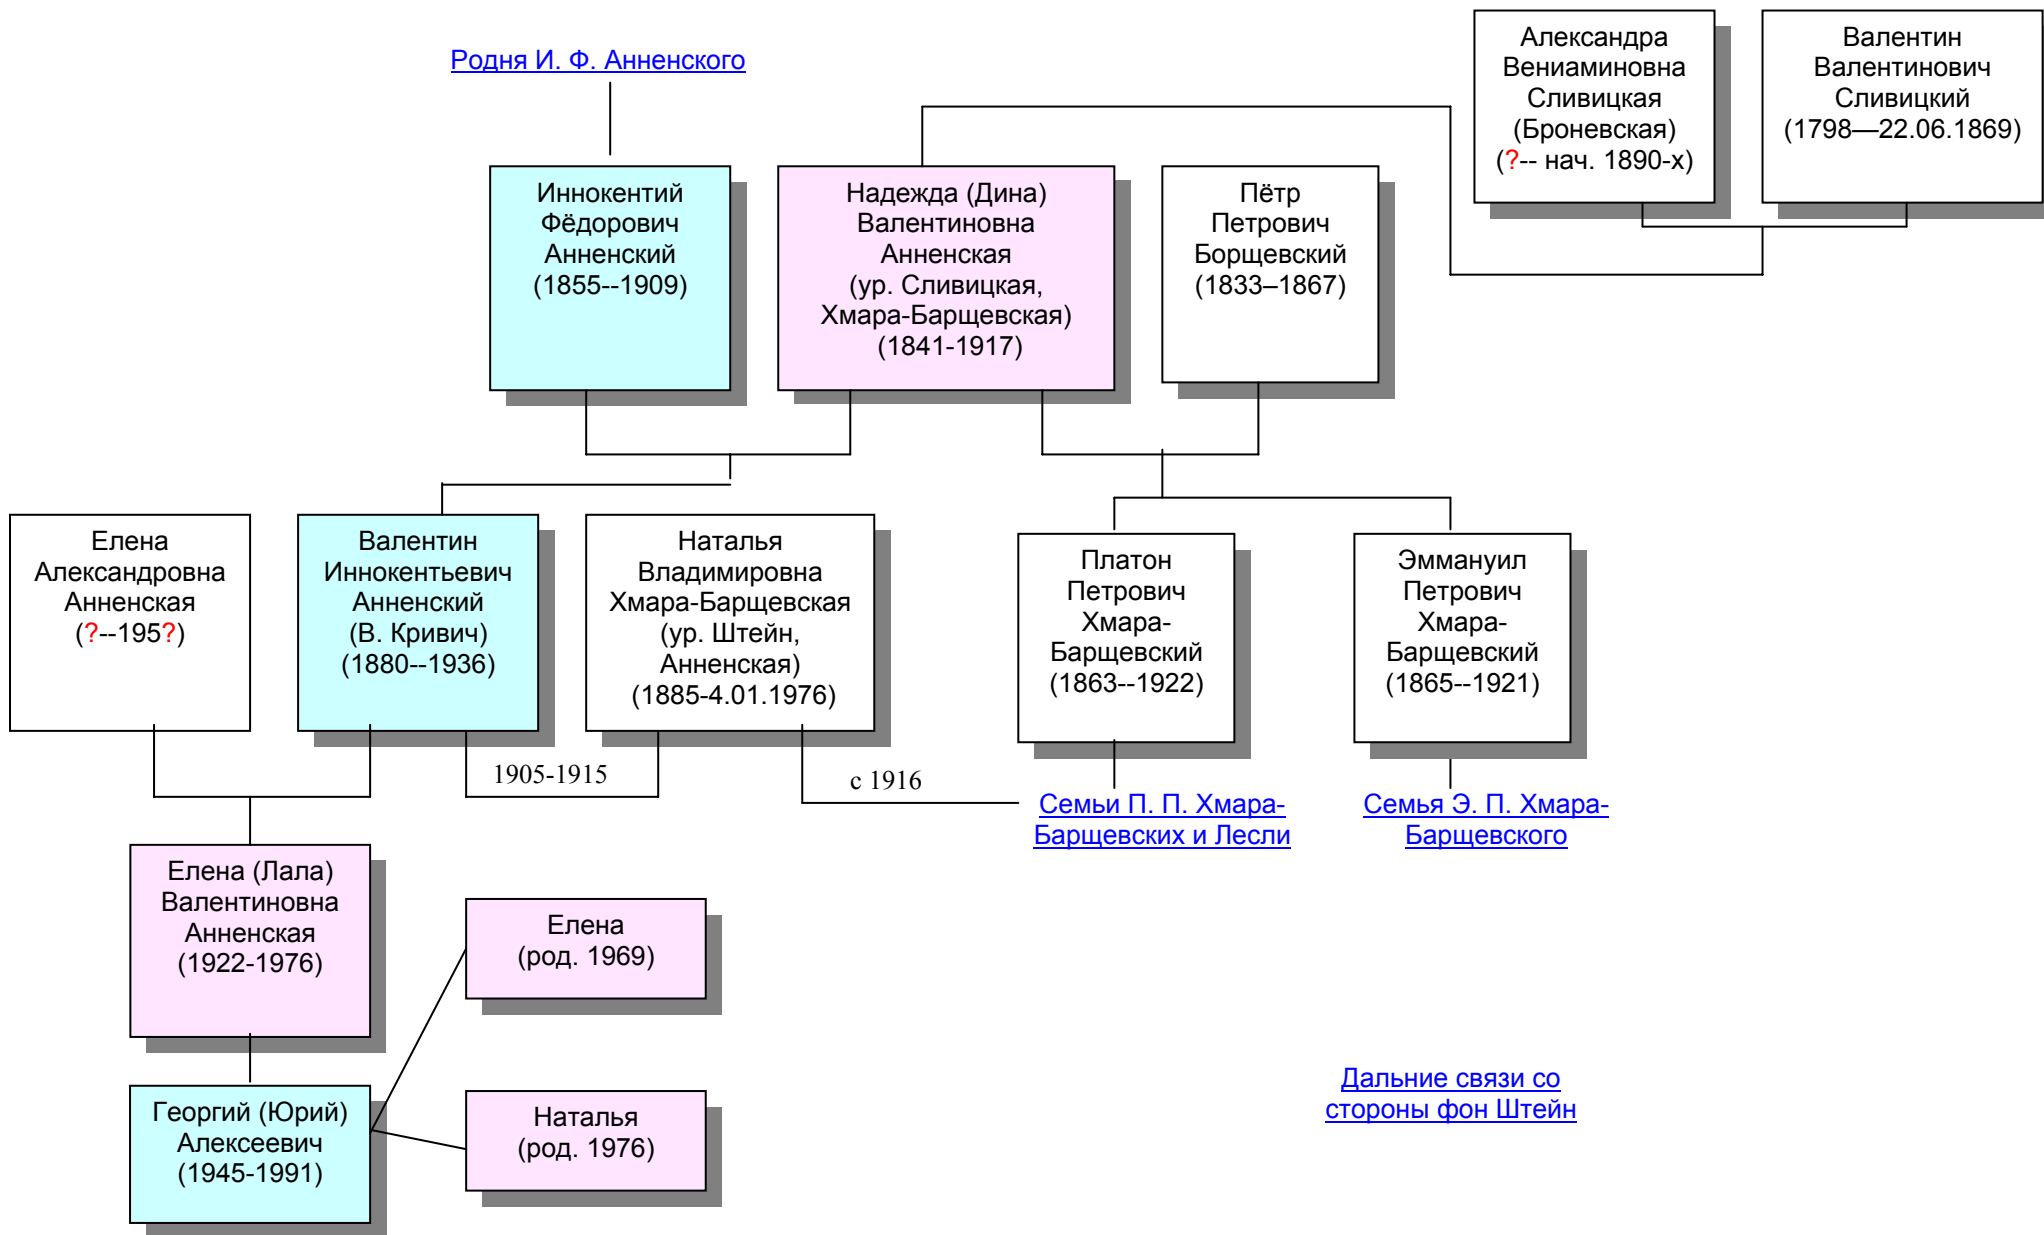 Родня И. Ф. Анненского
Александра
Вениаминовна
Сливицкая
(Броневская)
(?-- нач. 1890-х)
Валентин
Валентинович
Сливицкий
(1798—22.06.1869)
Иннокентий
Фёдорович
Анненский
(1855--1909)
Надежда (Дина)
Валентиновна
Анненская
(ур. Сливицкая,
Хмара-Барщевская)
(1841-1917)
Пётр
Петрович
Борщевский
(1833–1867)
Елена
Александровна
Анненская
(?--195?)
Валентин
Иннокентьевич
Анненский
(В. Кривич)
(1880--1936)
Наталья
Владимировна
Хмара-Барщевская
(ур. Штейн,
Анненская)
(1885-4.01.1976)
Платон
Петрович
Хмара-
Барщевский
(1863--1922)
Эммануил
Петрович
Хмара-
Барщевский
(1865--1921)
1905-1915
с 1916
Семьи П. П. Хмара-
Барщевских и Лесли
Семья Э. П. Хмара-
Барщевского
Елена (Лала)
Валентиновна
Анненская
(1922-1976)
Елена
(род. 1969)
Георгий (Юрий)
Алексеевич
(1945-1991)
Наталья
(род. 1976)
Дальние связи со
стороны фон Штейн